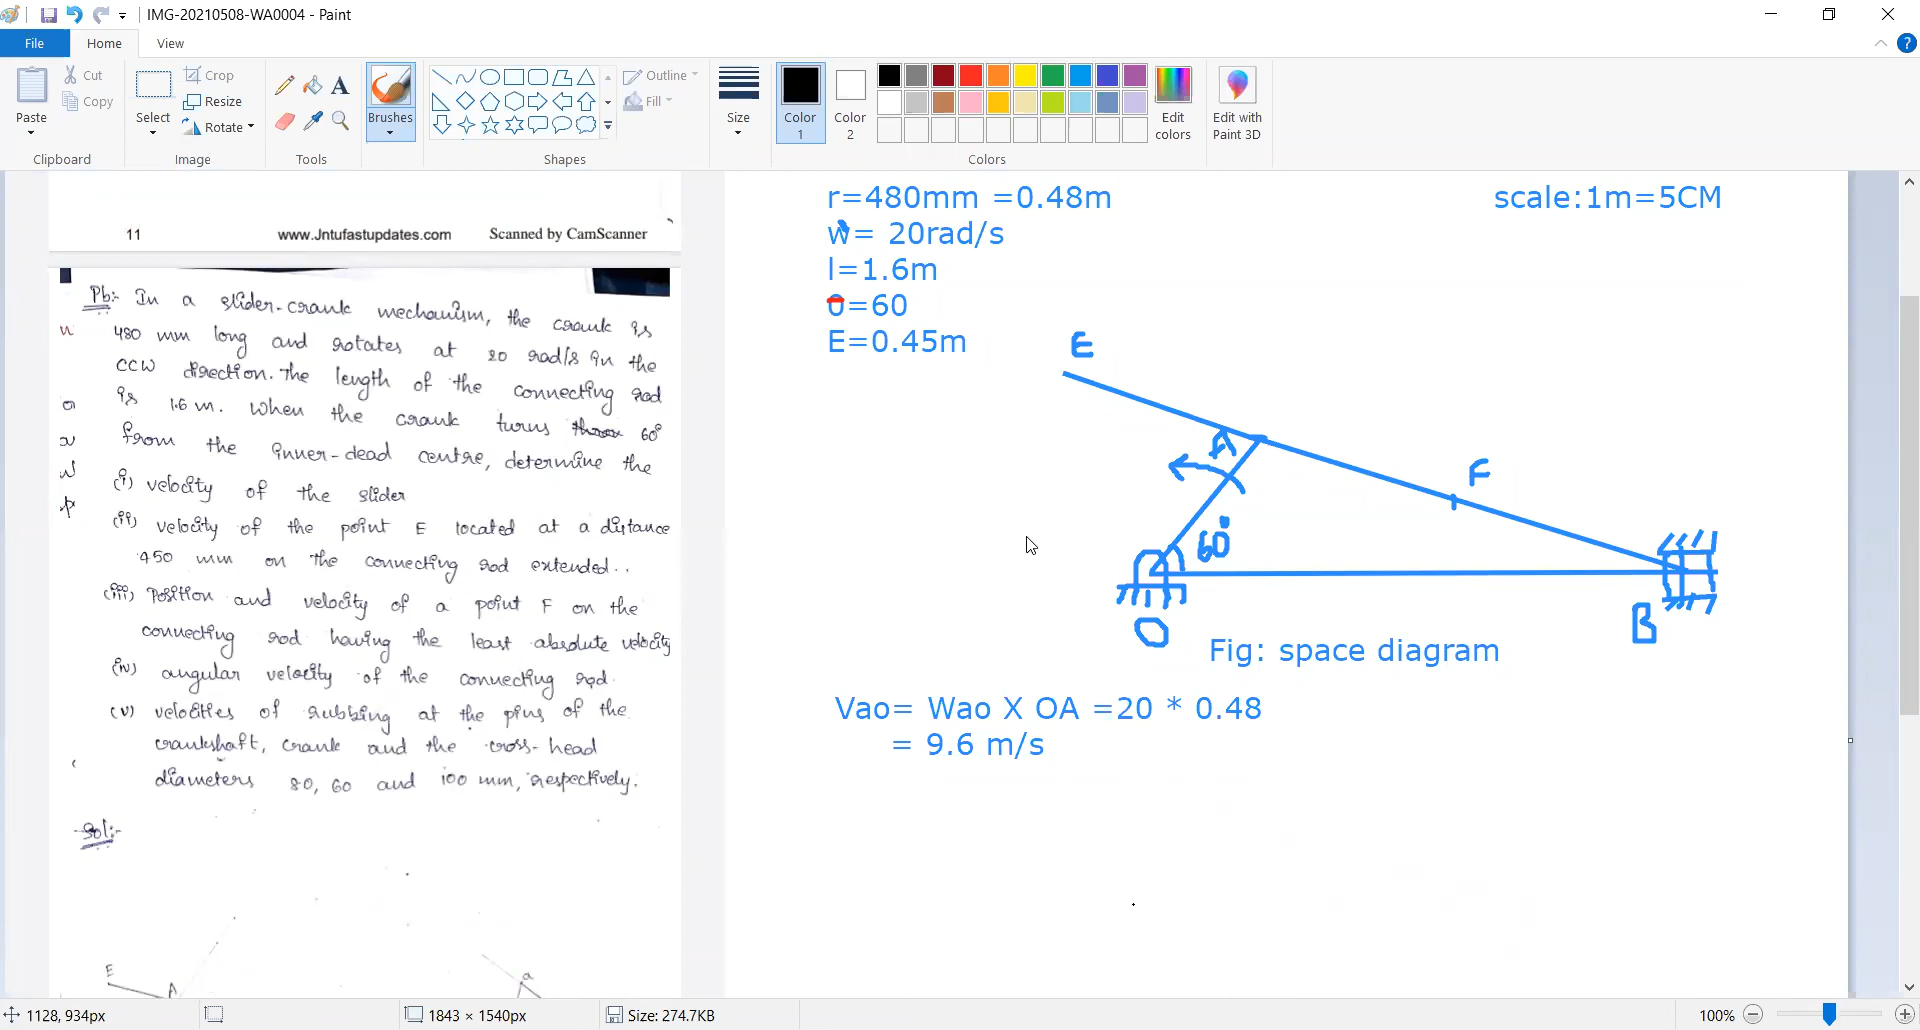 IMG-20210508-WA0004 - Paint
File Home View
Paste
Cut
Copy
Clipboard
Select
Crop
Resize
Rotate
Image
A
Tools
Brushes
Shapes
Outline
Fill
Size
Color
1
Color
2
Edit
colors
Edit with
Paint 3D
Colors
?
11 www.Jntufastupdates.com Scanned by CamScanner
Pb:- In a slider-crank mechanism, the crank is
480 mm long and rotates at 20 rad/s in the
CCW direction. The length of the connecting rod
is 1.6 m. When the crank turns 60°
from the inner-dead centre, determine the
(i) velocity of the slider
(ii) velocity of the point E located at a distance
450 mm on the connecting rod extended..
(iii) Position and velocity of a point F on the
connecting rod having the least absolute velocity
(iv) angular velocity of the connecting rod.
(v) velocities of rubbing at the pins of the
crankshaft, crank and the cross-head
diameters 80, 60 and 100 mm, respectively.
Sol:-
E
A
a
r=480mm =0.48m
scale:1m=5CM
w= 20rad/s
l=1.6m
θ=60
E=0.45m
E
A
F
60°
O
B
Fig: space diagram
Vao= Wao X OA =20 * 0.48
= 9.6 m/s
1128, 934px
1843 × 1540px
Size: 274.7KB
100%